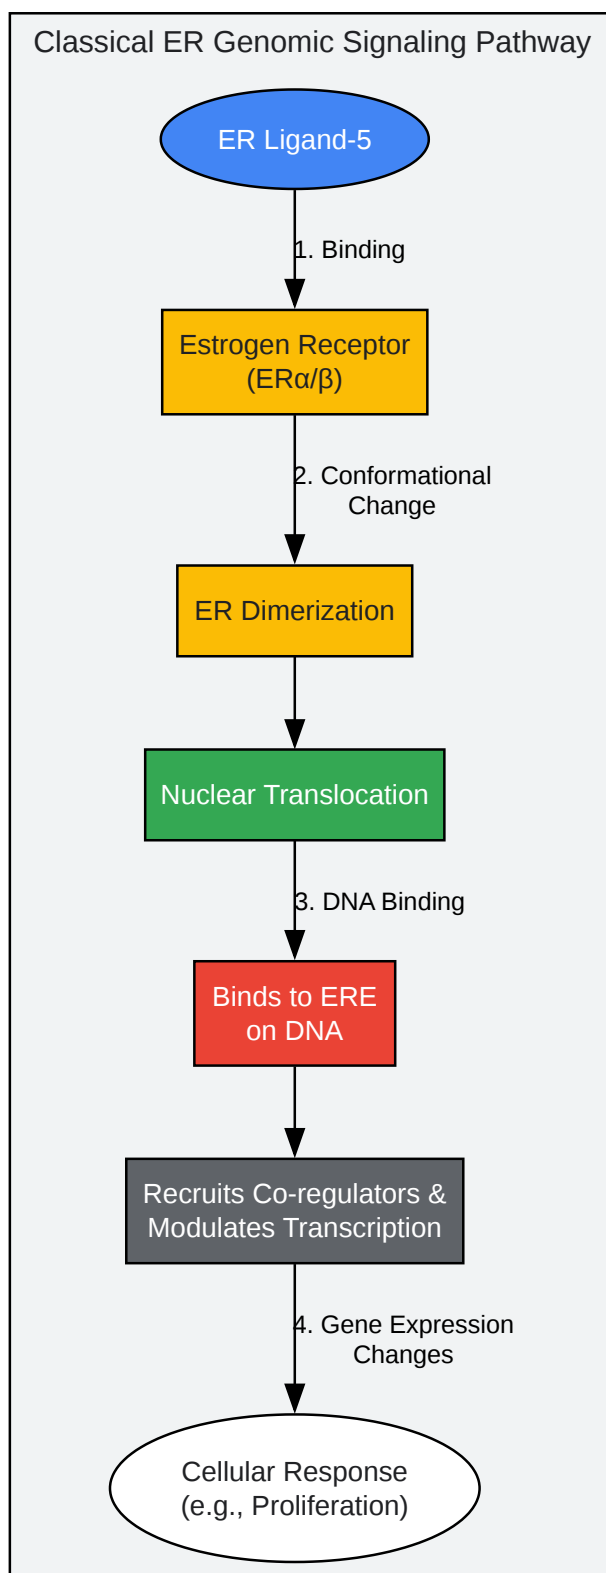 Classical ER Genomic Signaling Pathway
ER Ligand-5
1. Binding
Estrogen Receptor
(ERα/β)
2. Conformational
Change
ER Dimerization
Nuclear Translocation
3. DNA Binding
Binds to ERE
on DNA
Recruits Co-regulators &
Modulates Transcription
4. Gene Expression
Changes
Cellular Response
(e.g., Proliferation)